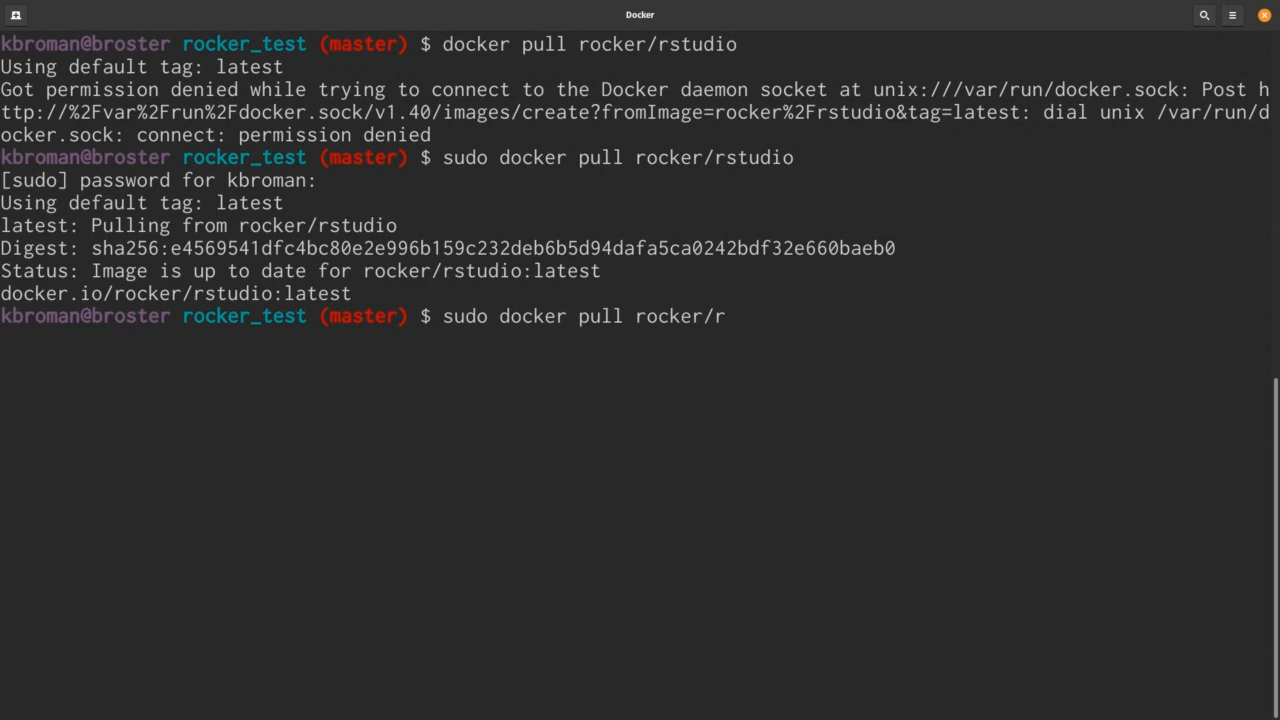 Docker
kbroman@broster rocker_test (master) $ docker pull rocker/rstudio
Using default tag: latest
Got permission denied while trying to connect to the Docker daemon socket at unix:///var/run/docker.sock: Post h
ttp://%2Fvar%2Frun%2Fdocker.sock/v1.40/images/create?fromImage=rocker%2Frstudio&tag=latest: dial unix /var/run/d
ocker.sock: connect: permission denied
kbroman@broster rocker_test (master) $ sudo docker pull rocker/rstudio
[sudo] password for kbroman:
Using default tag: latest
latest: Pulling from rocker/rstudio
Digest: sha256:e4569541dfc4bc80e2e996b159c232deb6b5d94dafa5ca0242bdf32e660baeb0
Status: Image is up to date for rocker/rstudio:latest
docker.io/rocker/rstudio:latest
kbroman@broster rocker_test (master) $ sudo docker pull rocker/r